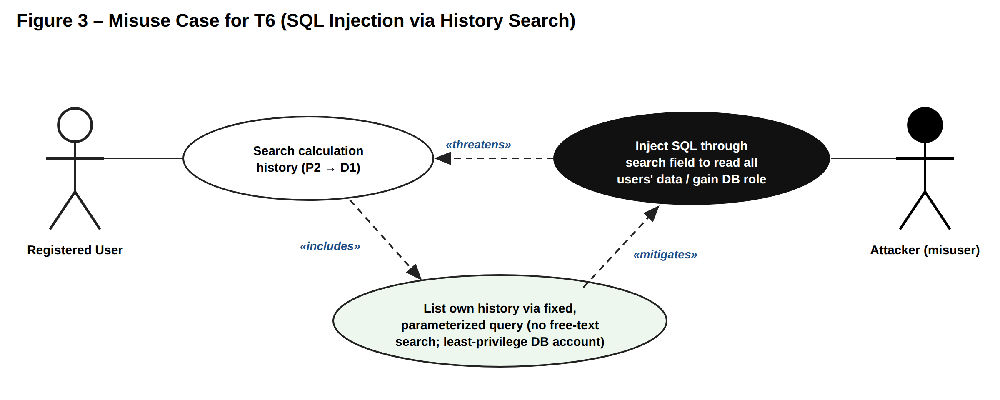 Figure 3 – Misuse Case for T6 (SQL Injection via History Search)
Search calculation
history (P2 → D1)
«threatens»
Inject SQL through
search field to read all
users' data / gain DB role
Registered User
«includes»
«mitigates»
Attacker (misuser)
List own history via fixed,
parameterized query (no free-text
search; least-privilege DB account)